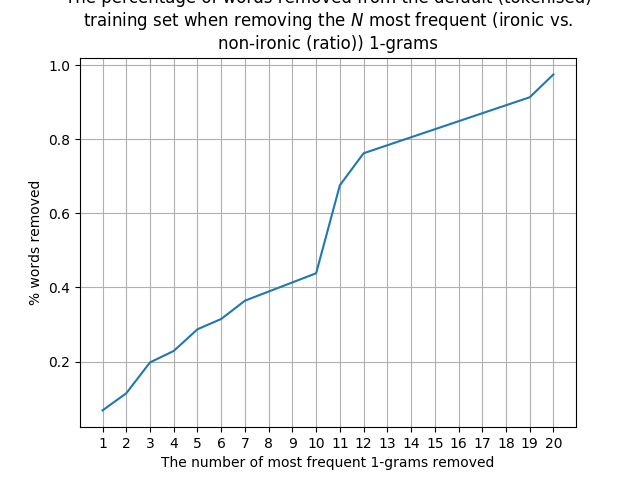 The percentage of words removed from the default (tokenised)
training set when removing the N most frequent (ironic vs.
non-ironic (ratio)) 1-grams
1.0
0.8
0.6
0.4
0.2
% words removed
1 2 3 4 5 6 7 8 9 10 11 12 13 14 15 16 17 18 19 20
The number of most frequent 1-grams removed